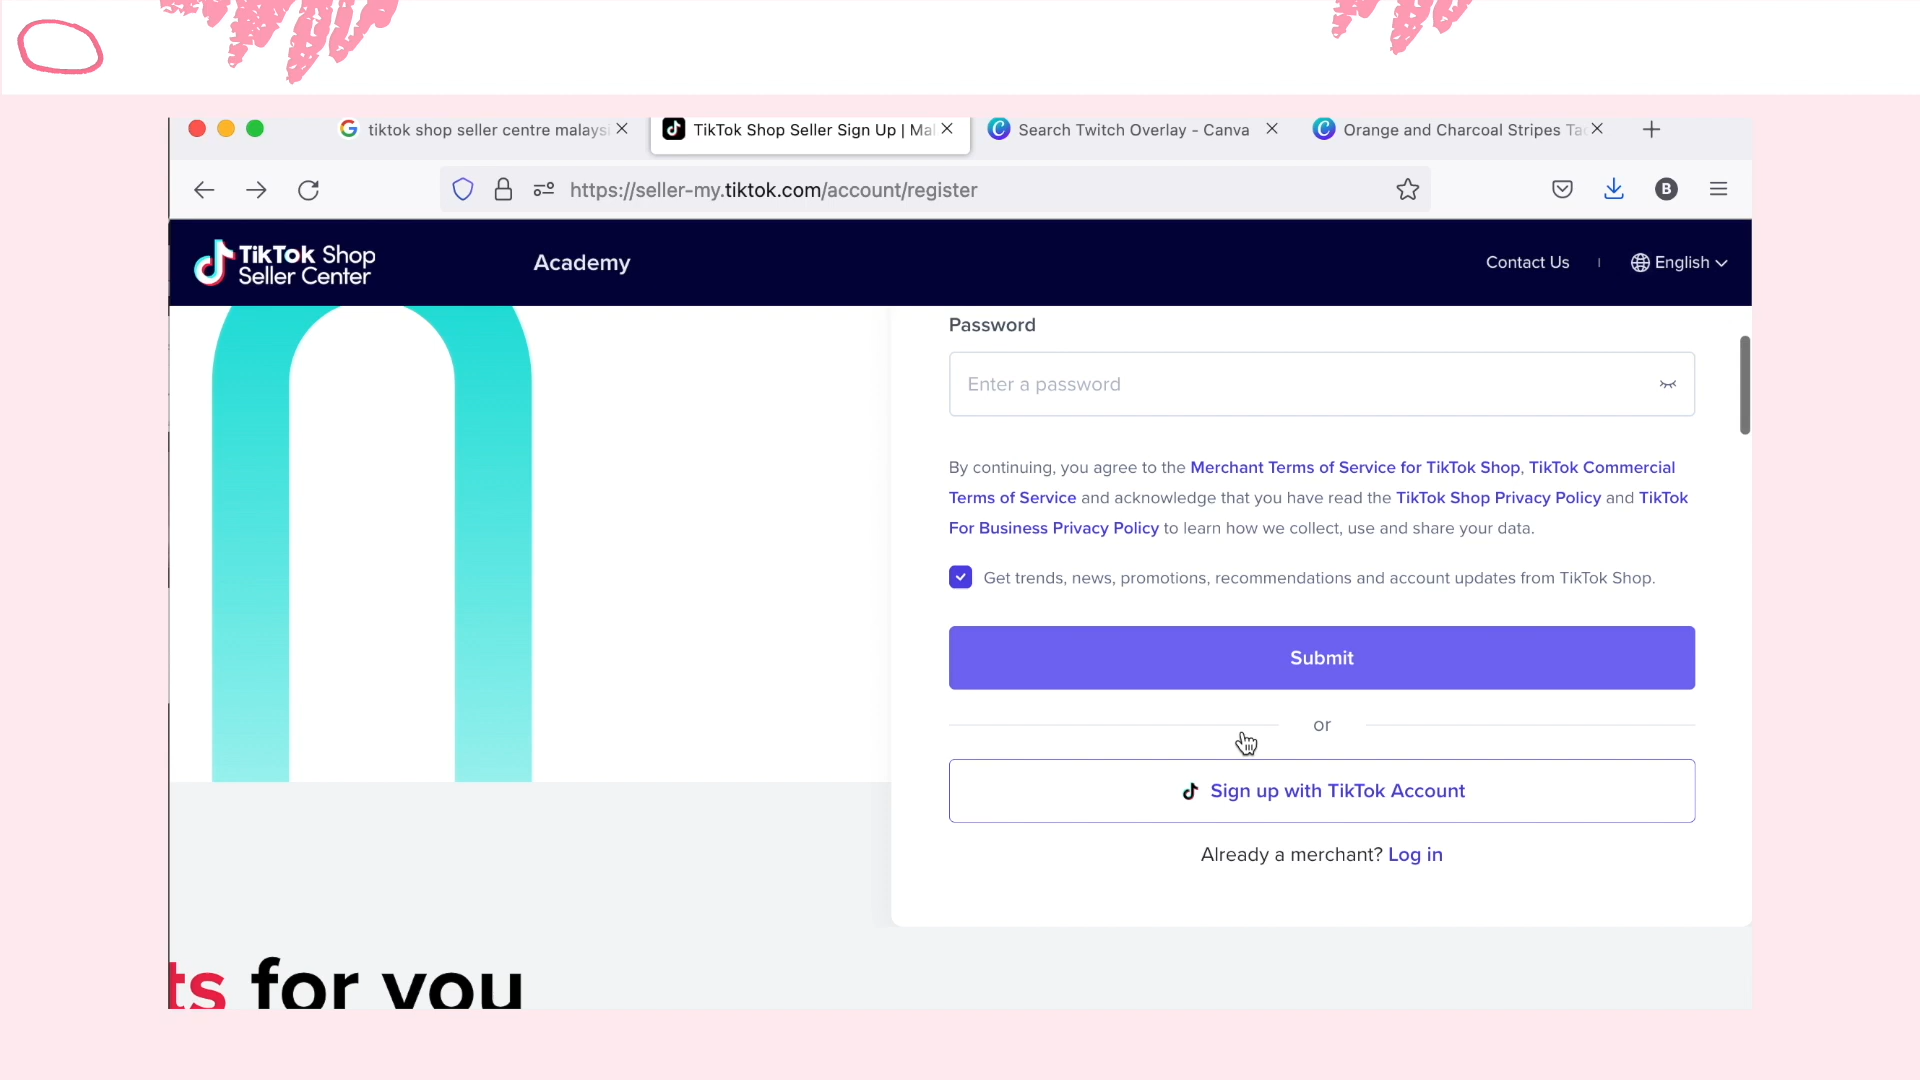 tiktok shop seller centre malaysi
TikTok Shop Seller Sign Up | Mal
Search Twitch Overlay - Canva
Orange and Charcoal Stripes Tac
https://seller-my.tiktok.com/account/register
B
TikTok Shop
Seller Center
Academy
Contact Us
English
Password
Enter a password
By continuing, you agree to the Merchant Terms of Service for TikTok Shop, TikTok Commercial
Terms of Service and acknowledge that you have read the TikTok Shop Privacy Policy and TikTok
For Business Privacy Policy to learn how we collect, use and share your data.
Get trends, news, promotions, recommendations and account updates from TikTok Shop.
Submit
or
Sign up with TikTok Account
Already a merchant? Log in
ts for you